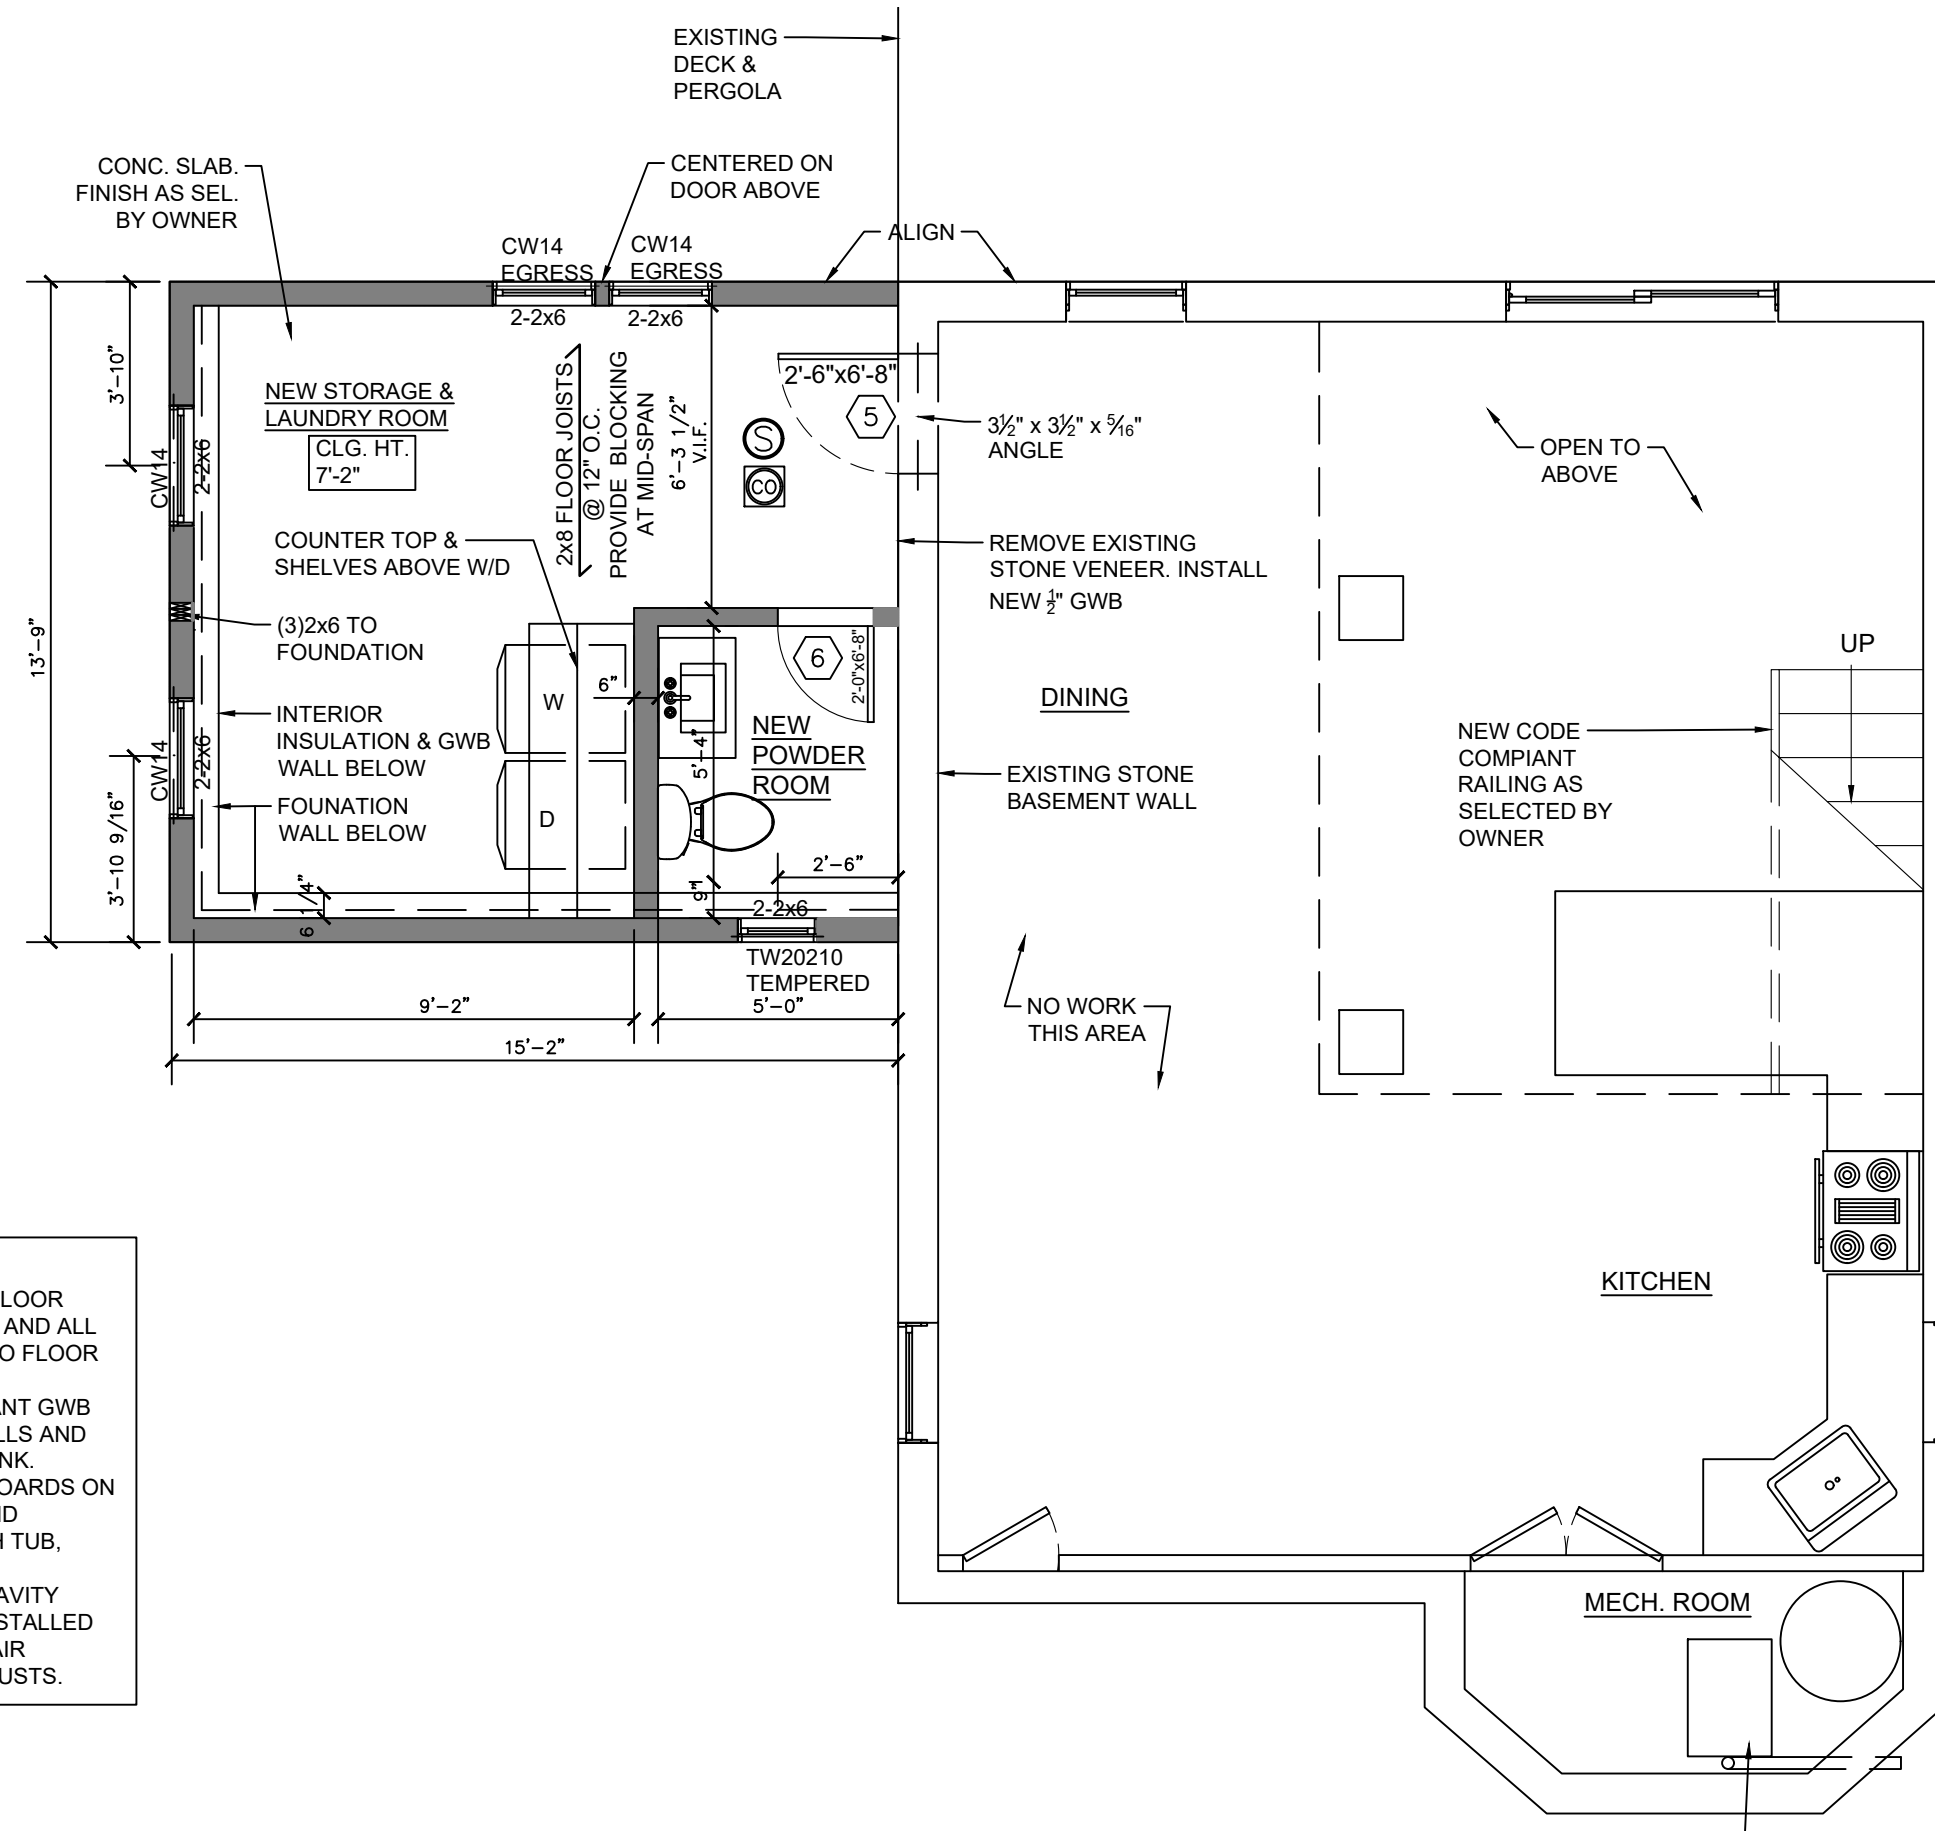 EXISTING
DECK &
PERGOLA
CONC. SLAB.
FINISH AS SEL.
BY OWNER
CENTERED ON
DOOR ABOVE
ALIGN
CW14
EGRESS
CW14
EGRESS
2-2x6
2-2x6
3'-10"
13'-9"
CW14
2-2x6
NEW STORAGE &
LAUNDRY ROOM
CLG. HT.
7'-2"
2x8 FLOOR JOISTS
@ 12" O.C.
PROVIDE BLOCKING
AT MID-SPAN
6'-3 1/2"
V.I.F.
2'-6"x6'-8"
5
S
CO
3½" x 3½" x 5⁄16"
ANGLE
OPEN TO
ABOVE
COUNTER TOP &
SHELVES ABOVE W/D
REMOVE EXISTING
STONE VENEER. INSTALL
NEW ½" GWB
(3)2x6 TO
FOUNDATION
6
2'-0"x6'-8"
UP
6"
W
DINING
INTERIOR
INSULATION & GWB
WALL BELOW
NEW
POWDER
ROOM
5'-4"
NEW CODE
COMPIANT
RAILING AS
SELECTED BY
OWNER
CW14
2-2x6
3'-10 9/16"
FOUNATION
WALL BELOW
D
EXISTING STONE
BASEMENT WALL
2'-6"
6 1/4"
9"
2-2x6
TW20210
TEMPERED
9'-2"
5'-0"
15'-2"
NO WORK
THIS AREA
KITCHEN
LOOR
AND ALL
O FLOOR
ANT GWB
LLS AND
NK.
OARDS ON
ND
H TUB,
AVITY
STALLED
AIR
USTS.
MECH. ROOM